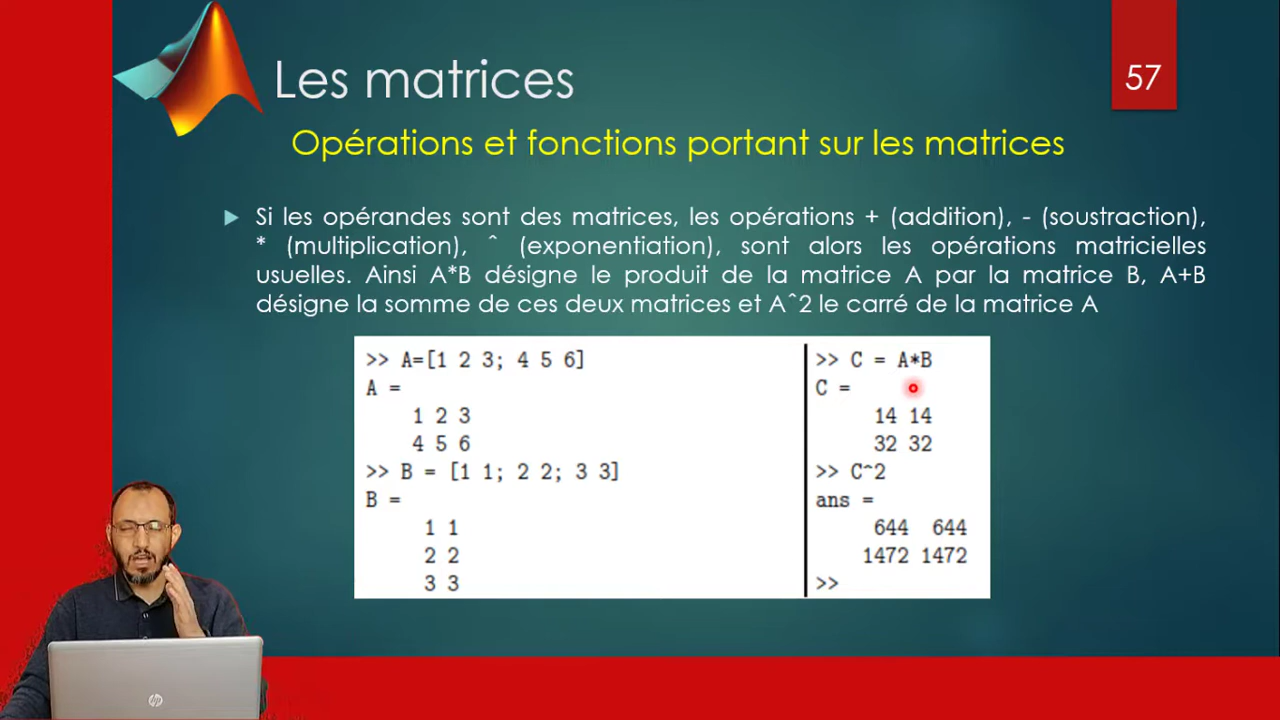 Les matrices
57
Opérations et fonctions portant sur les matrices
Si les opérandes sont des matrices, les opérations + (addition), - (soustraction),
* (multiplication), ˆ (exponentiation), sont alors les opérations matricielles
usuelles. Ainsi A*B désigne le produit de la matrice A par la matrice B, A+B
désigne la somme de ces deux matrices et Aˆ2 le carré de la matrice A
>> A=[1 2 3; 4 5 6]
A =
1 2 3
4 5 6
>> B = [1 1; 2 2; 3 3]
B =
1 1
2 2
3 3
>> C = A*B
C =
14 14
32 32
>> C^2
ans =
644 644
1472 1472
>>
hp